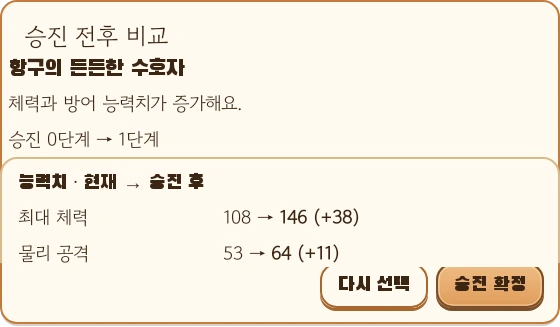 승진 전후 비교
항구의 든든한 수호자
체력과 방어 능력치가 증가해요.
승진 0단계 → 1단계
능력치 · 현재 → 승진 후
최대 체력 108 → 146 (+38)
물리 공격 53 → 64 (+11)
다시 선택 승진 확정